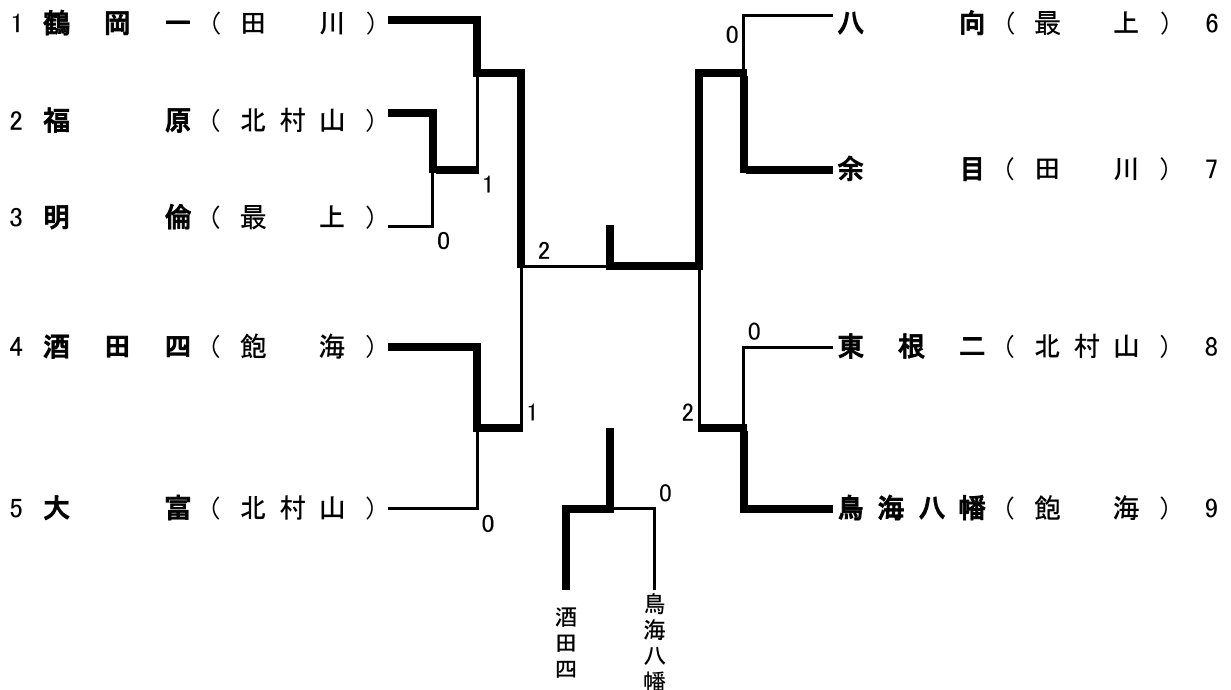 1 鶴岡一（田川）
2 福原（北村山）
1
3 明倫（最上）
0
2
4 酒田四（飽海）
1
5 大富（北村山）
0
八向（最上） 6
0
余目（田川） 7
0
東根二（北村山） 8
2
鳥海八幡（飽海） 9
0
酒田四
鳥海八幡